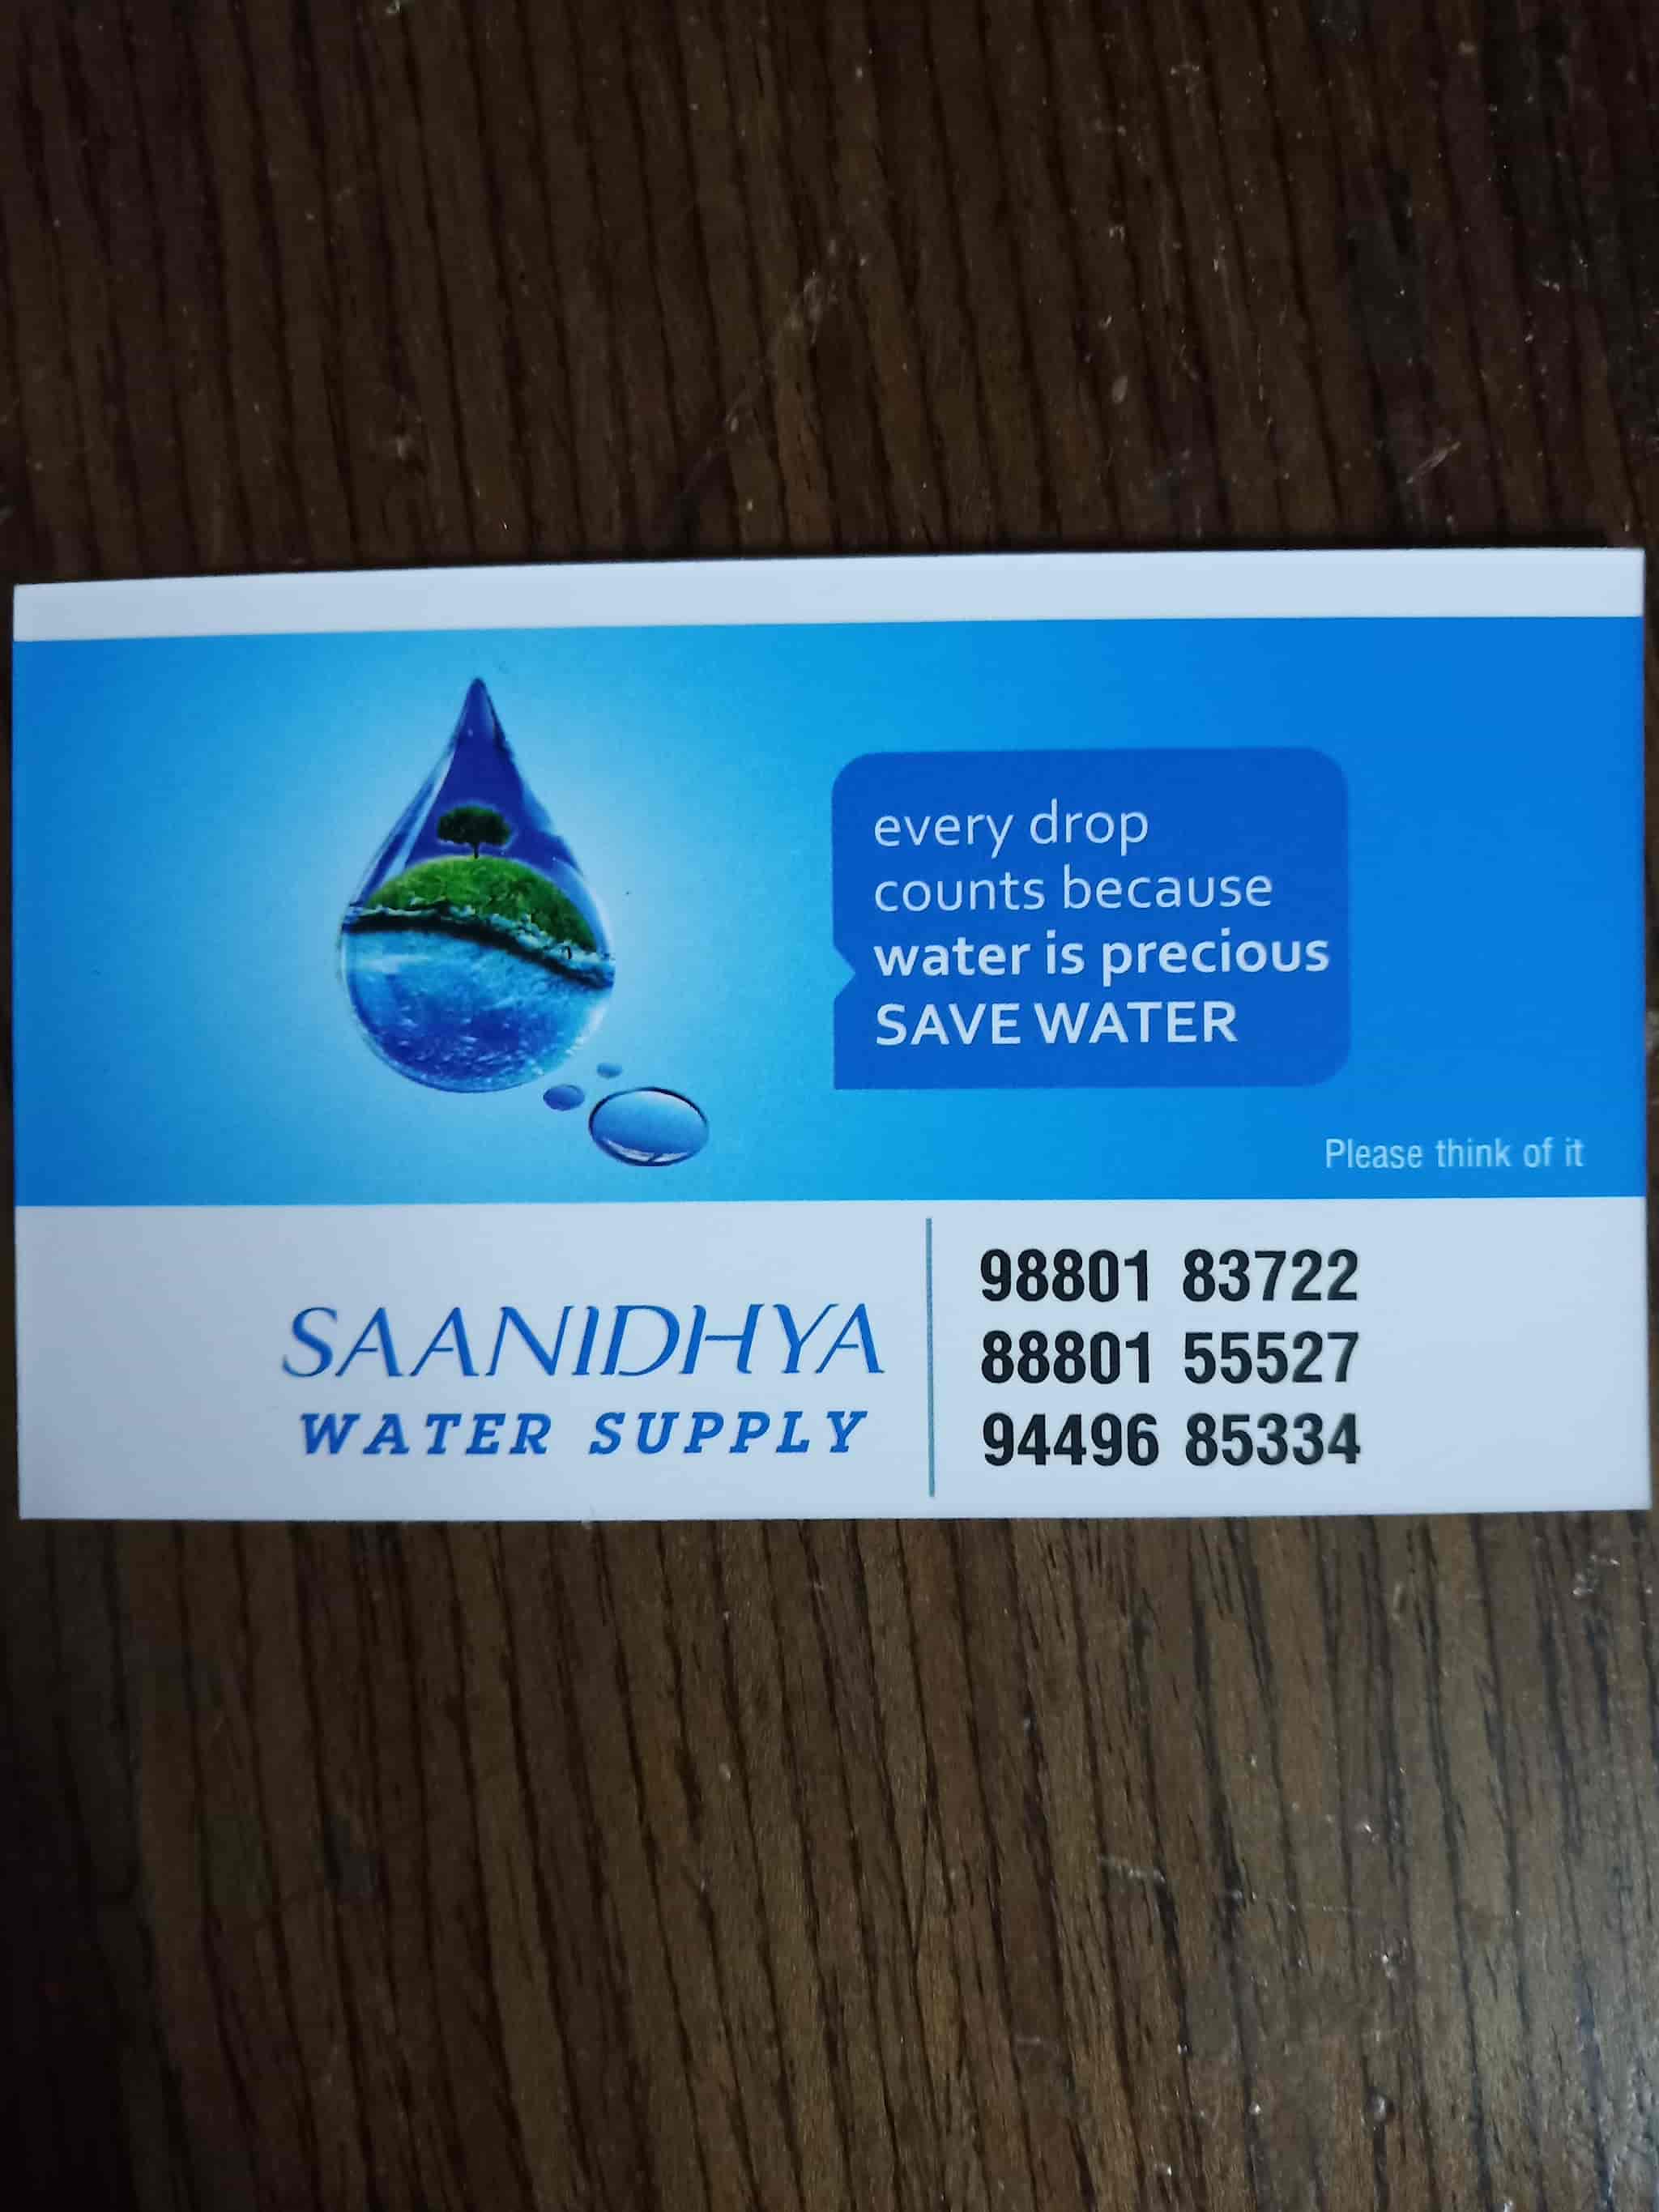 every drop
counts because
water is precious
SAVE WATER
Please think of it
SAANIDHYA
WATER SUPPLY
98801 83722
88801 55527
94496 85334